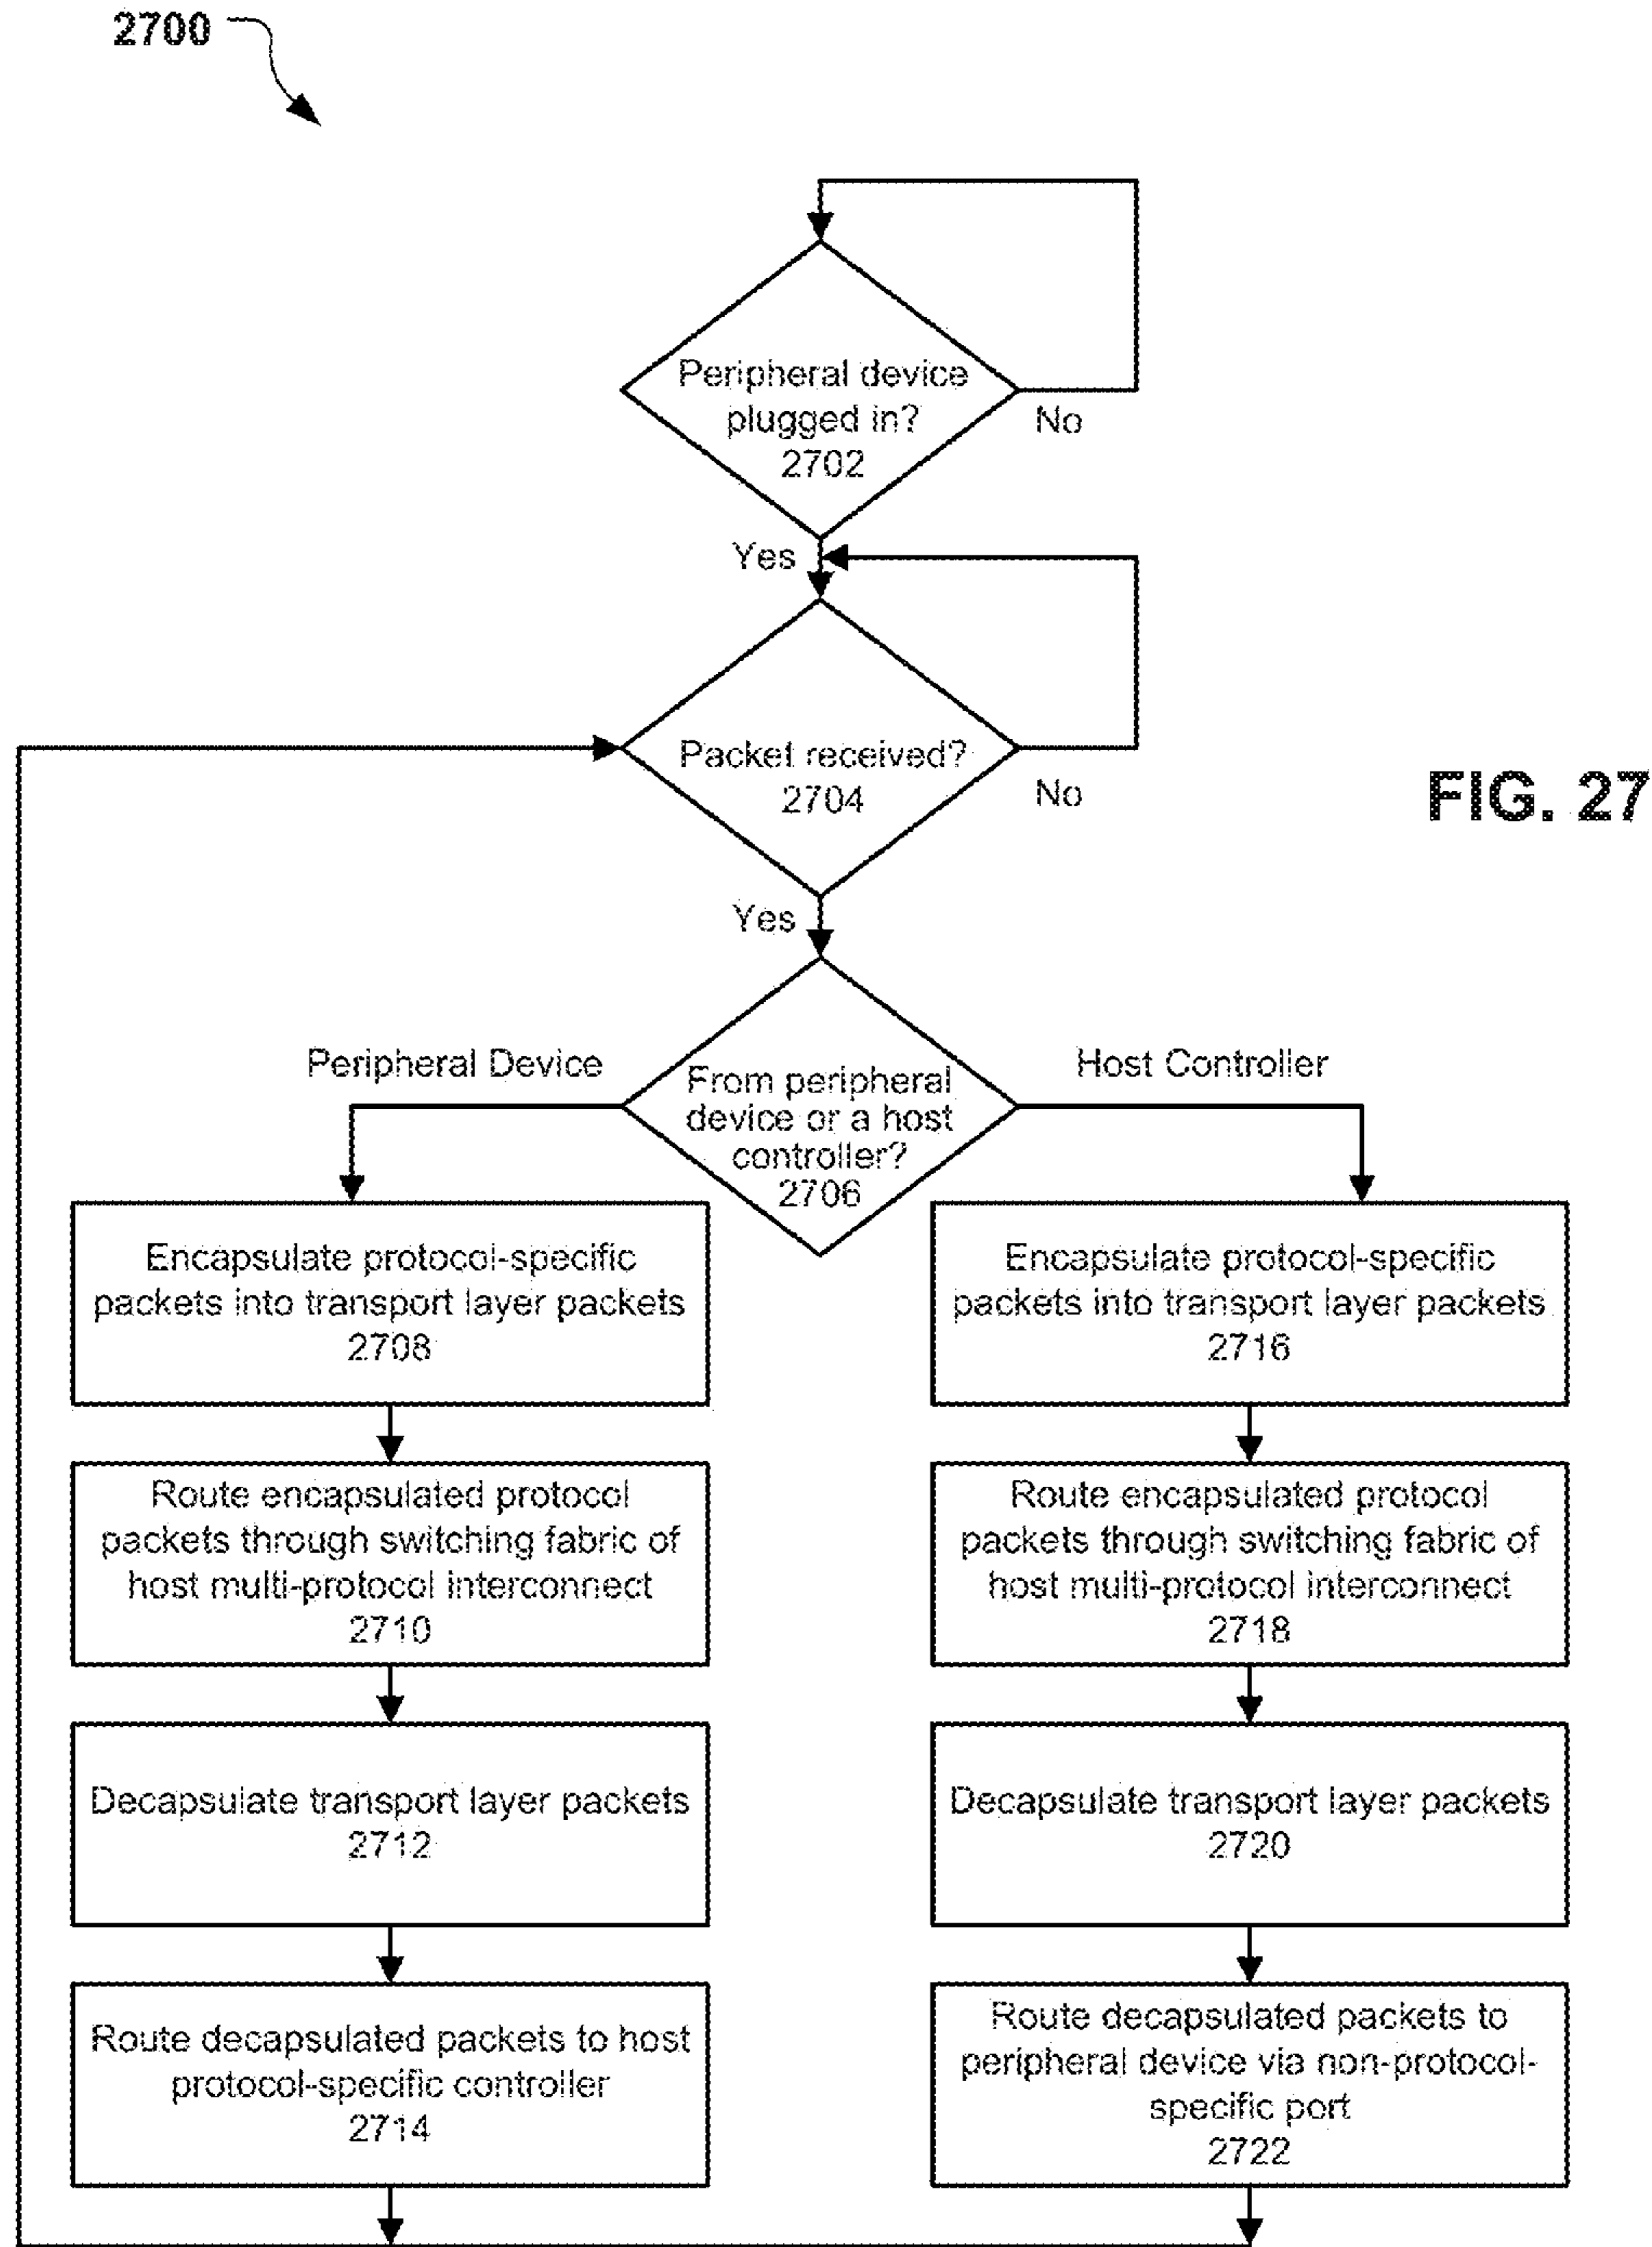 2700
Peripheral device
plugged in?
2702
No
Yes
Packet received?
2704
No
FIG. 27
Yes
Peripheral Device
Host Controller
From peripheral
device or a host
controller?
2706
Encapsulate protocol-specific
packets into transport layer packets
2708
Route encapsulated protocol
packets through switching fabric of
host multi-protocol interconnect
2710
Decapsulate transport layer packets
2712
Route decapsulated packets to host
protocol-specific controller
2714
Encapsulate protocol-specific
packets into transport layer packets
2716
Route encapsulated protocol
packets through switching fabric of
host multi-protocol interconnect
2718
Decapsulate transport layer packets
2720
Route decapsulated packets to
peripheral device via non-protocol-
specific port
2722